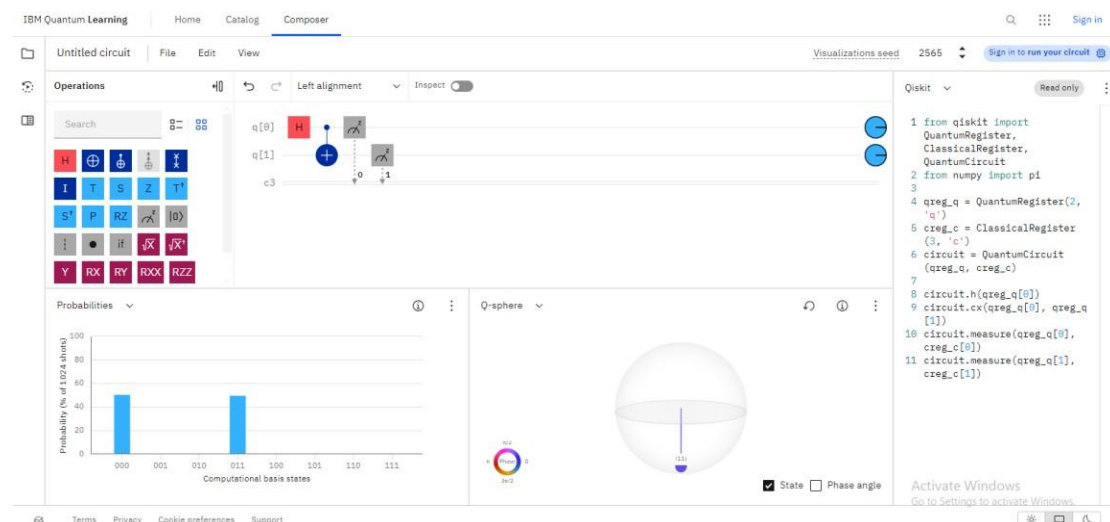 IBM Quantum Learning Home Catalog Composer Sign in
Untitled circuit File Edit View Visualizations seed 2565 Sign in to run your circuit
Operations Left alignment Inspect
Search
H
I T S Z T†
S† P RZ z |0⟩
if √X √X†
Y RX RY RXX RZZ
q[0] H z
q[1] + z
0 1
c3
Qiskit Read only
1 from qiskit import
QuantumRegister,
ClassicalRegister,
QuantumCircuit
2 from numpy import pi
3
4 qreg_q = QuantumRegister(2,
'q')
5 creg_c = ClassicalRegister
(3, 'c')
6 circuit = QuantumCircuit
(qreg_q, creg_c)
7
8 circuit.h(qreg_q[0])
9 circuit.cx(qreg_q[0], qreg_q
[1])
10 circuit.measure(qreg_q[0],
creg_c[0])
11 circuit.measure(qreg_q[1],
creg_c[1])
Probabilities
Probability (% of 1024 shots)
100
80
60
40
20
0
000 001 010 011 100 101 110 111
Computational basis states
Q-sphere
π/2
π Phase 0
3π/2
|11⟩
State Phase angle
Activate Windows
Go to Settings to activate Windows.
Terms Privacy Cookie preferences Support